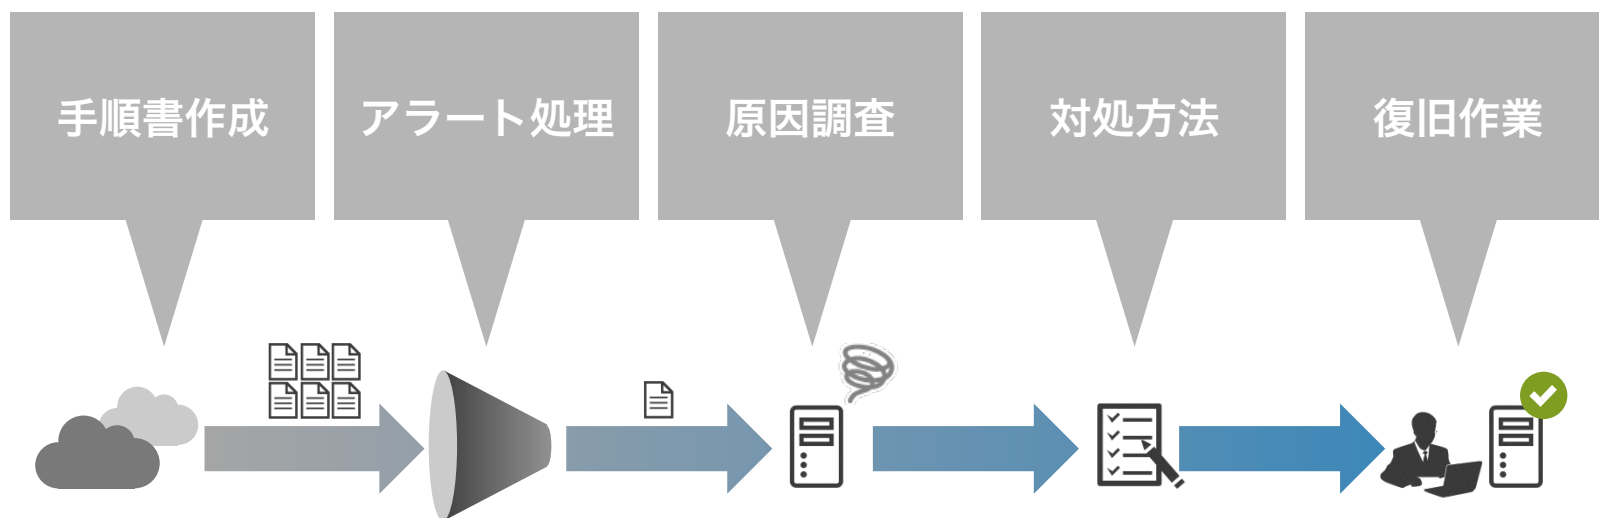 手順書作成
アラート処理
原因調査
対処方法
復旧作業